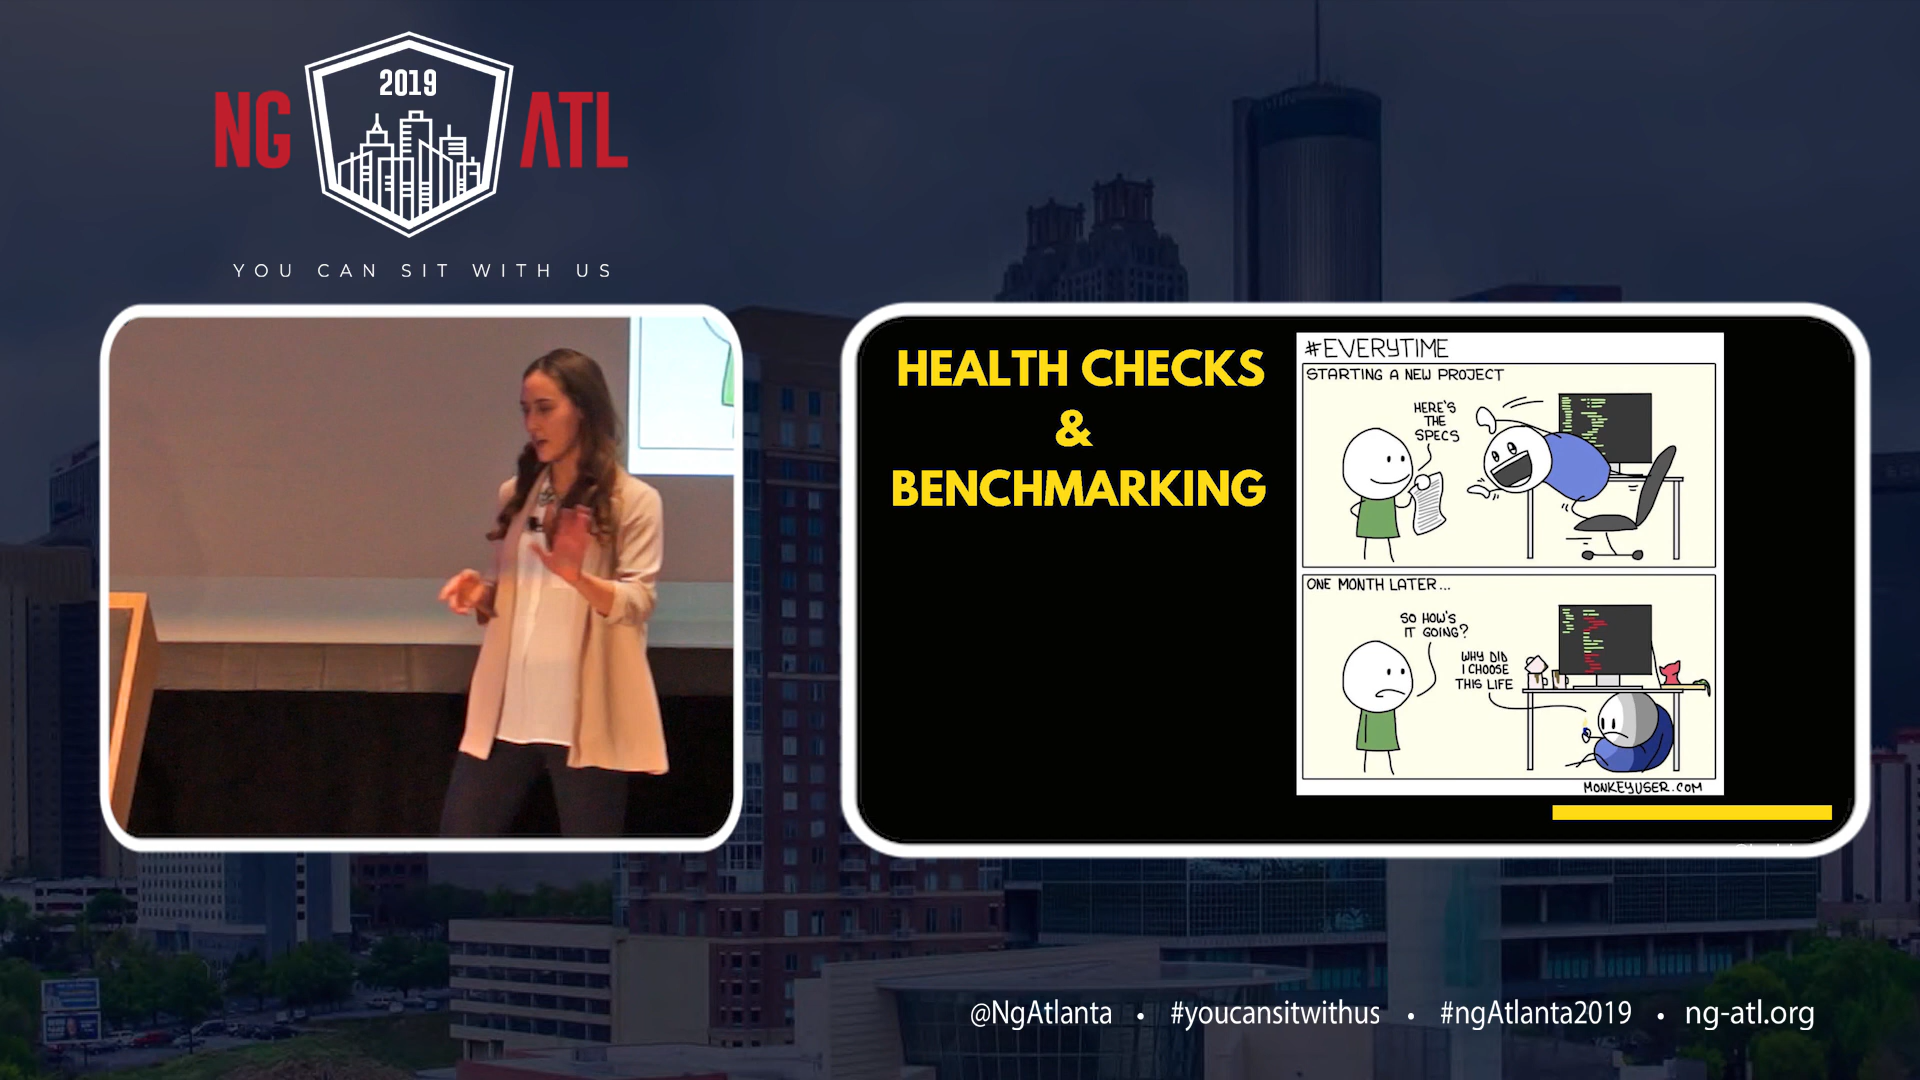 2019
NG ATL
YOU CAN SIT WITH US
HEALTH CHECKS
&
BENCHMARKING
#EVERYTIME
STARTING A NEW PROJECT
HERE'S
THE
SPECS
ONE MONTH LATER...
SO HOW'S
IT GOING?
WHY DID
I CHOOSE
THIS LIFE
MONKEYUSER.COM
@NgAtlanta • #youcansitwithus • #ngAtlanta2019 • ng-atl.org